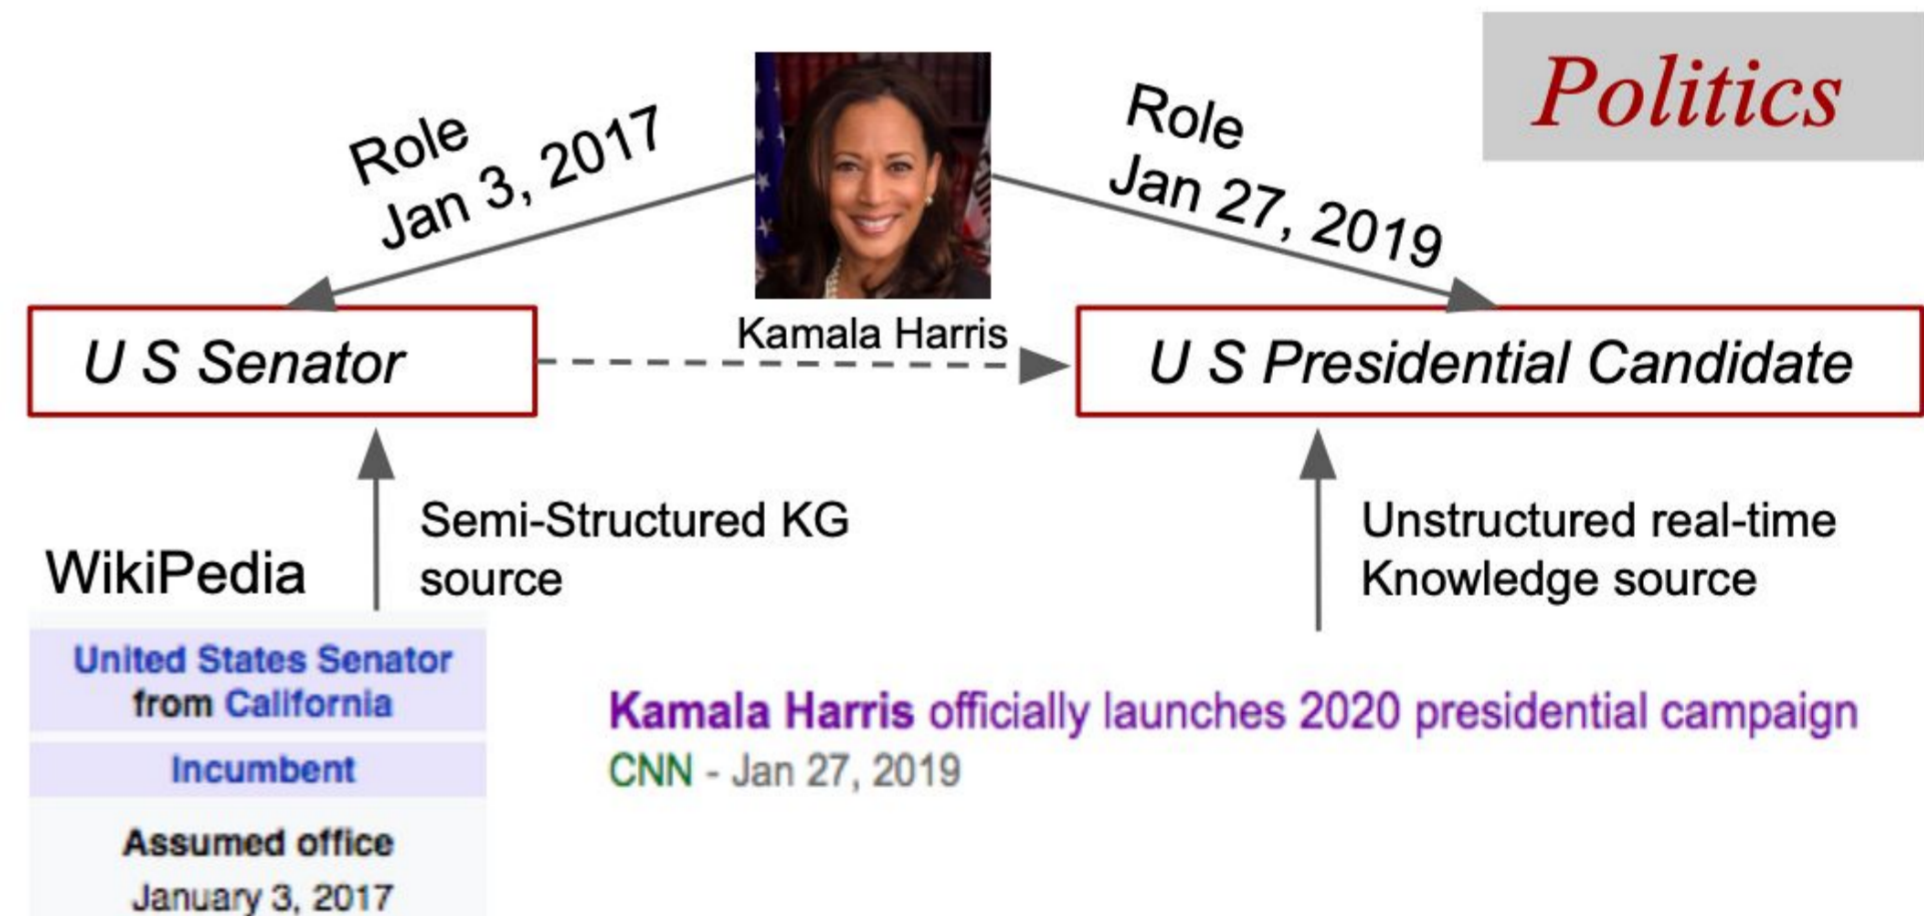 Politics
Role
Jan 3, 2017
Role
Jan 27, 2019
Kamala Harris
U S Senator
U S Presidential Candidate
Semi-Structured KG
source
Unstructured real-time
Knowledge source
WikiPedia
United States Senator
from California
Incumbent
Assumed office
January 3, 2017
Kamala Harris officially launches 2020 presidential campaign
CNN - Jan 27, 2019